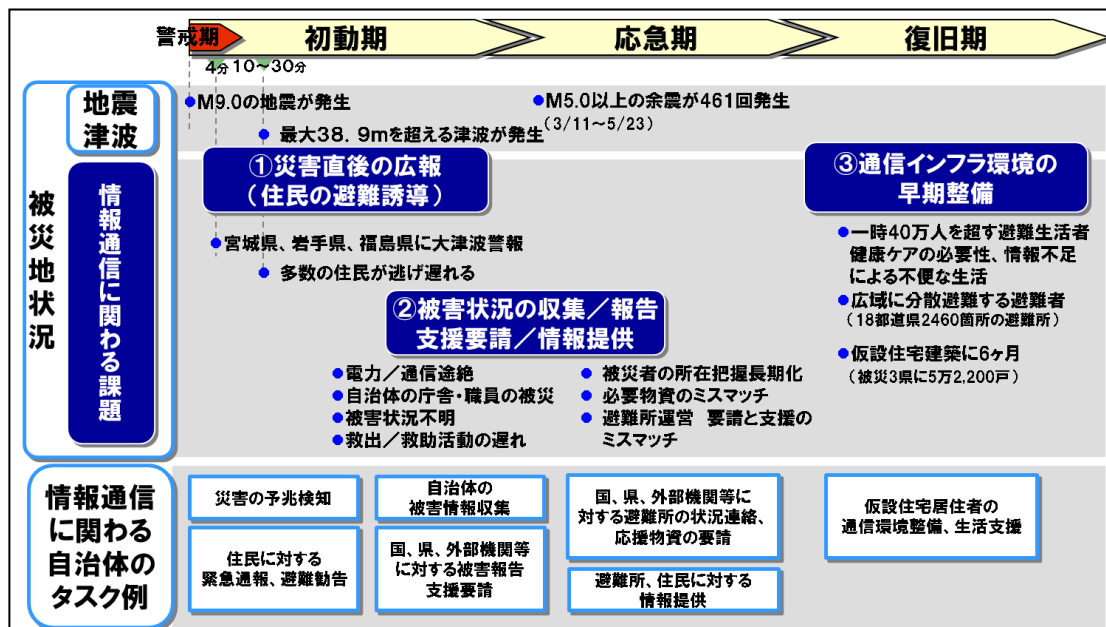 警戒期
初動期
応急期
復旧期
4分
10～30分
被災地状況
地震
津波
●M9.0の地震が発生
● 最大38．9mを超える津波が発生
●M5.0以上の余震が461回発生
（3/11～5/23）
情報通信に関わる課題
①災害直後の広報
（住民の避難誘導）
●宮城県、岩手県、福島県に大津波警報
● 多数の住民が逃げ遅れる
②被害状況の収集／報告
支援要請／情報提供
●電力／通信途絶
●自治体の庁舎・職員の被災
●被害状況不明
●救出／救助活動の遅れ
● 被災者の所在把握長期化
● 必要物資のミスマッチ
● 避難所運営 要請と支援の
ミスマッチ
③通信インフラ環境の
早期整備
●一時40万人を超す避難生活者
健康ケアの必要性、情報不足
による不便な生活
●広域に分散避難する避難者
（18都道県2460箇所の避難所）
●仮設住宅建築に6ヶ月
（被災3県に5万2,200戸）
情報通信
に関わる
自治体の
タスク例
災害の予兆検知
住民に対する
緊急通報、避難勧告
自治体の
被害情報収集
国、県、外部機関等
に対する被害報告
支援要請
国、県、外部機関等に
対する避難所の状況連絡、
応援物資の要請
避難所、住民に対する
情報提供
仮設住宅居住者の
通信環境整備、生活支援